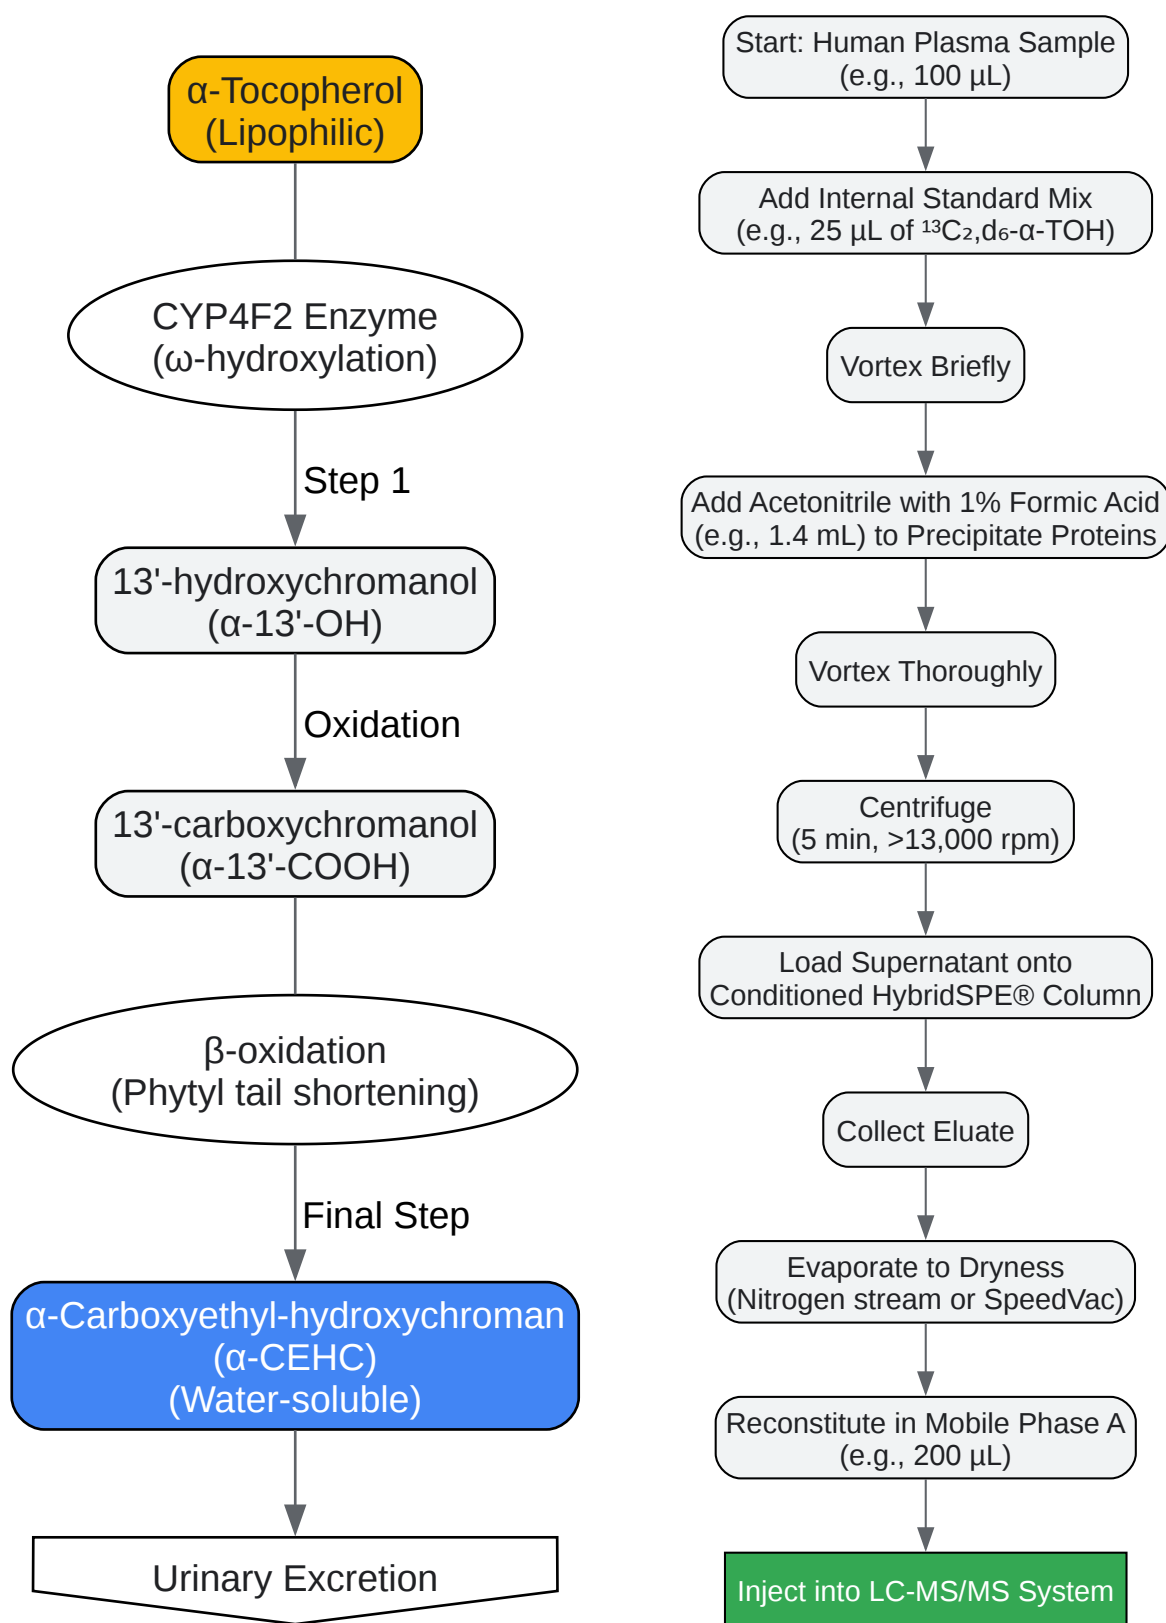 α-Tocopherol
(Lipophilic)
CYP4F2 Enzyme
(ω-hydroxylation)
Step 1
13'-hydroxychromanol
(α-13'-OH)
Oxidation
13'-carboxychromanol
(α-13'-COOH)
β-oxidation
(Phytyl tail shortening)
Final Step
α-Carboxyethyl-hydroxychroman
(α-CEHC)
(Water-soluble)
Urinary Excretion
Start: Human Plasma Sample
(e.g., 100 µL)
Add Internal Standard Mix
(e.g., 25 µL of ¹³C₂,d₆-α-TOH)
Vortex Briefly
Add Acetonitrile with 1% Formic Acid
(e.g., 1.4 mL) to Precipitate Proteins
Vortex Thoroughly
Centrifuge
(5 min, >13,000 rpm)
Load Supernatant onto
Conditioned HybridSPE® Column
Collect Eluate
Evaporate to Dryness
(Nitrogen stream or SpeedVac)
Reconstitute in Mobile Phase A
(e.g., 200 µL)
Inject into LC-MS/MS System